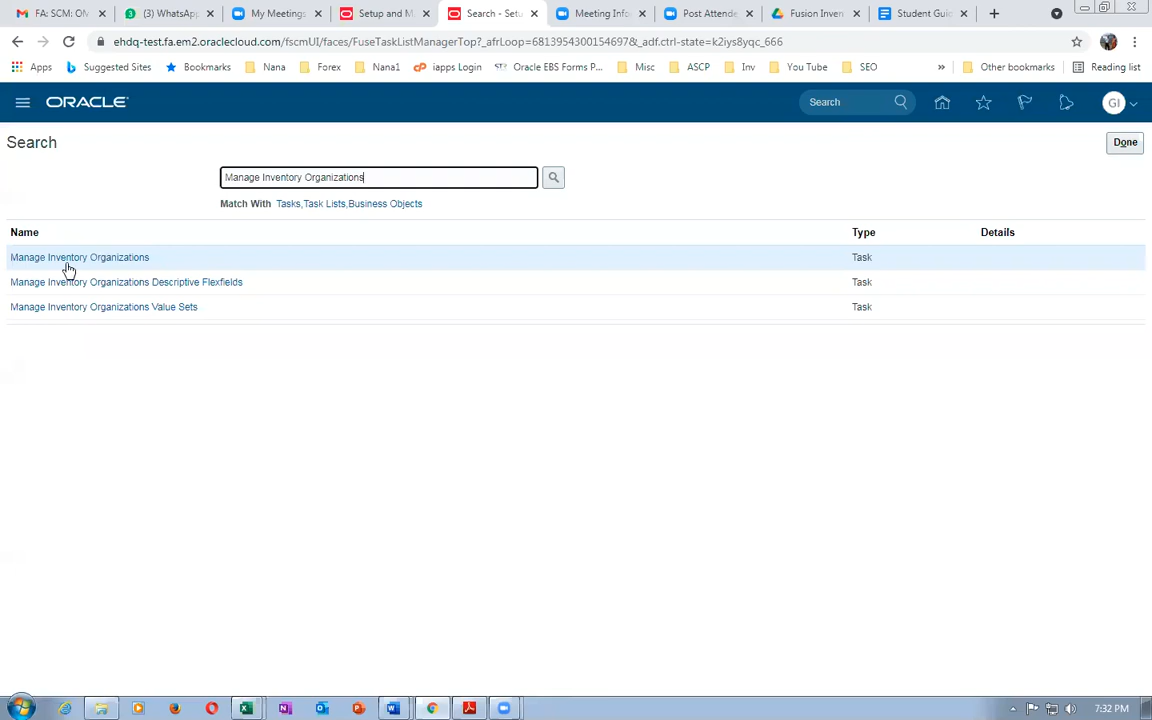 FA: SCM: OM
(3) WhatsApp
My Meetings
Setup and M
Search - Setu
Meeting Info
Post Attende
Fusion Inven
Student Guid
ehdq-test.fa.em2.oraclecloud.com/fscmUI/faces/FuseTaskListManagerTop?_afrLoop=6813954300154697&_adf.ctrl-state=k2iys8yqc_666
Apps Suggested Sites Bookmarks Nana Forex Nana1 iapps Login Oracle EBS Forms P... Misc ASCP Inv You Tube SEO » Other bookmarks Reading list
ORACLE Search GI
Search Done
Manage Inventory Organizations
Match With Tasks,Task Lists,Business Objects
Name Type Details
Manage Inventory Organizations Task
Manage Inventory Organizations Descriptive Flexfields Task
Manage Inventory Organizations Value Sets Task
7:32 PM